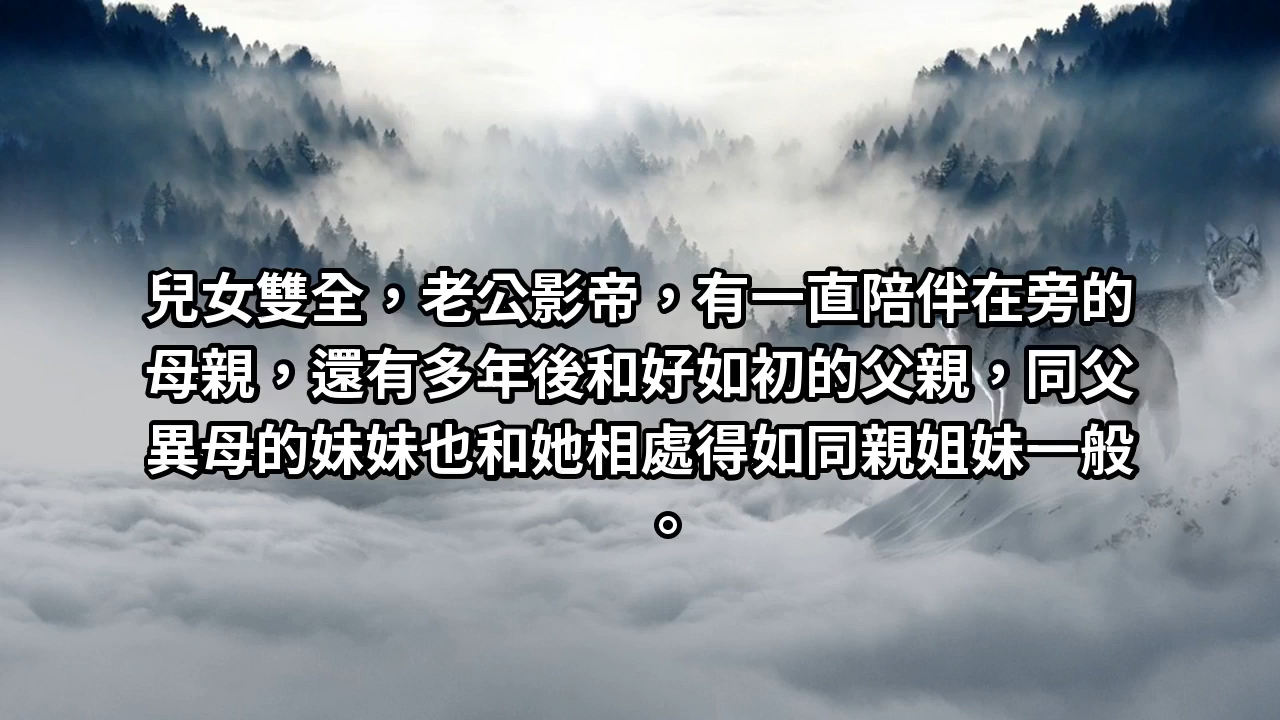 兒女雙全，老公影帝，有一直陪伴在旁的
母親，還有多年後和好如初的父親，同父
異母的妹妹也和她相處得如同親姐妹一般
。